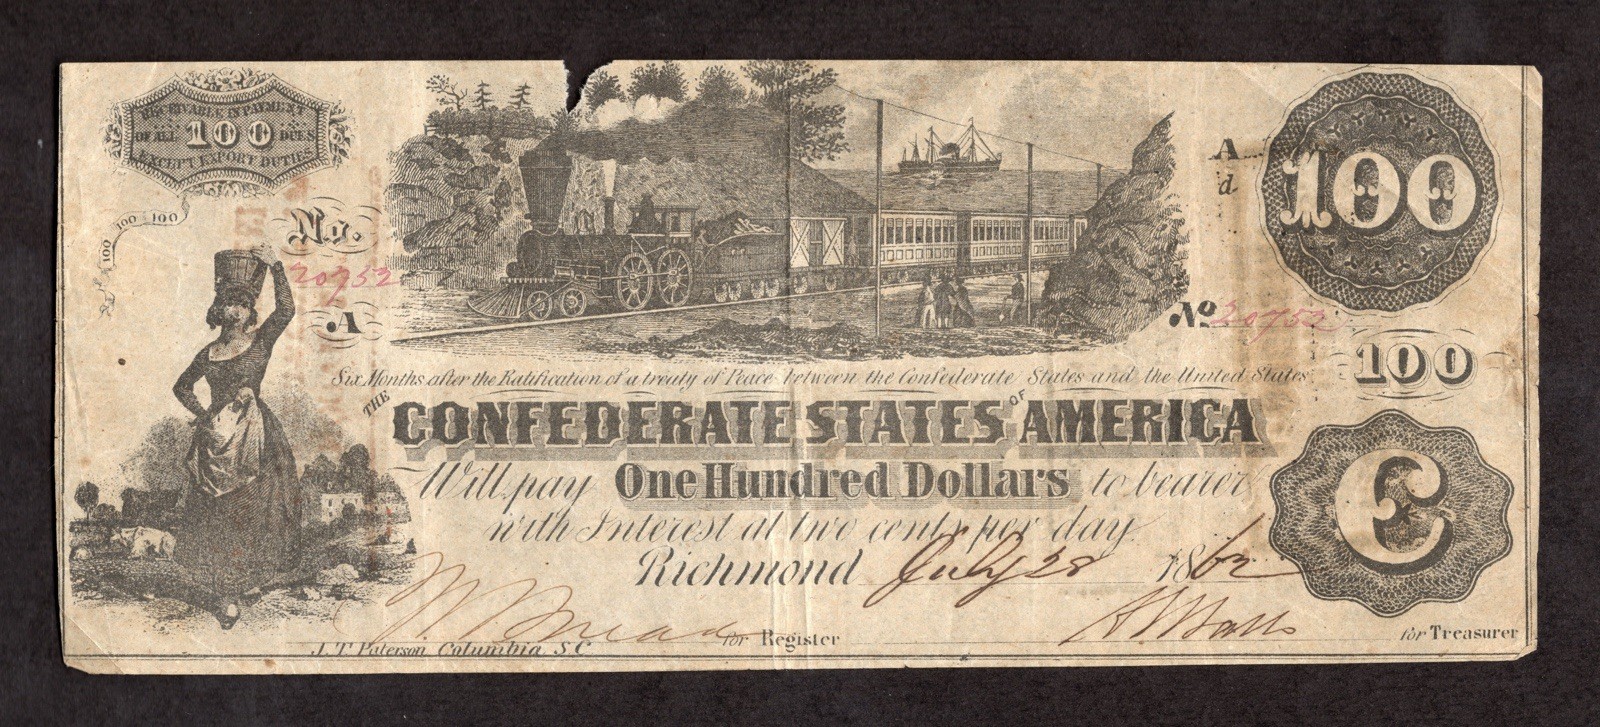 RECEIVABLE IN PAYMENT
OF ALL 100 DUES
EXCEPT EXPORT DUTIES
100 100 100
No.
20752
A
A
d
100
No 20752
100
Six Months after the Ratification of a treaty of Peace between the Confederate States and the United States
THE CONFEDERATE STATES OF AMERICA
Will pay One Hundred Dollars to bearer
with Interest at two cents per day.
Richmond July 28 1862
C
for Register
for Treasurer
J. T. Paterson, Columbia, S.C.